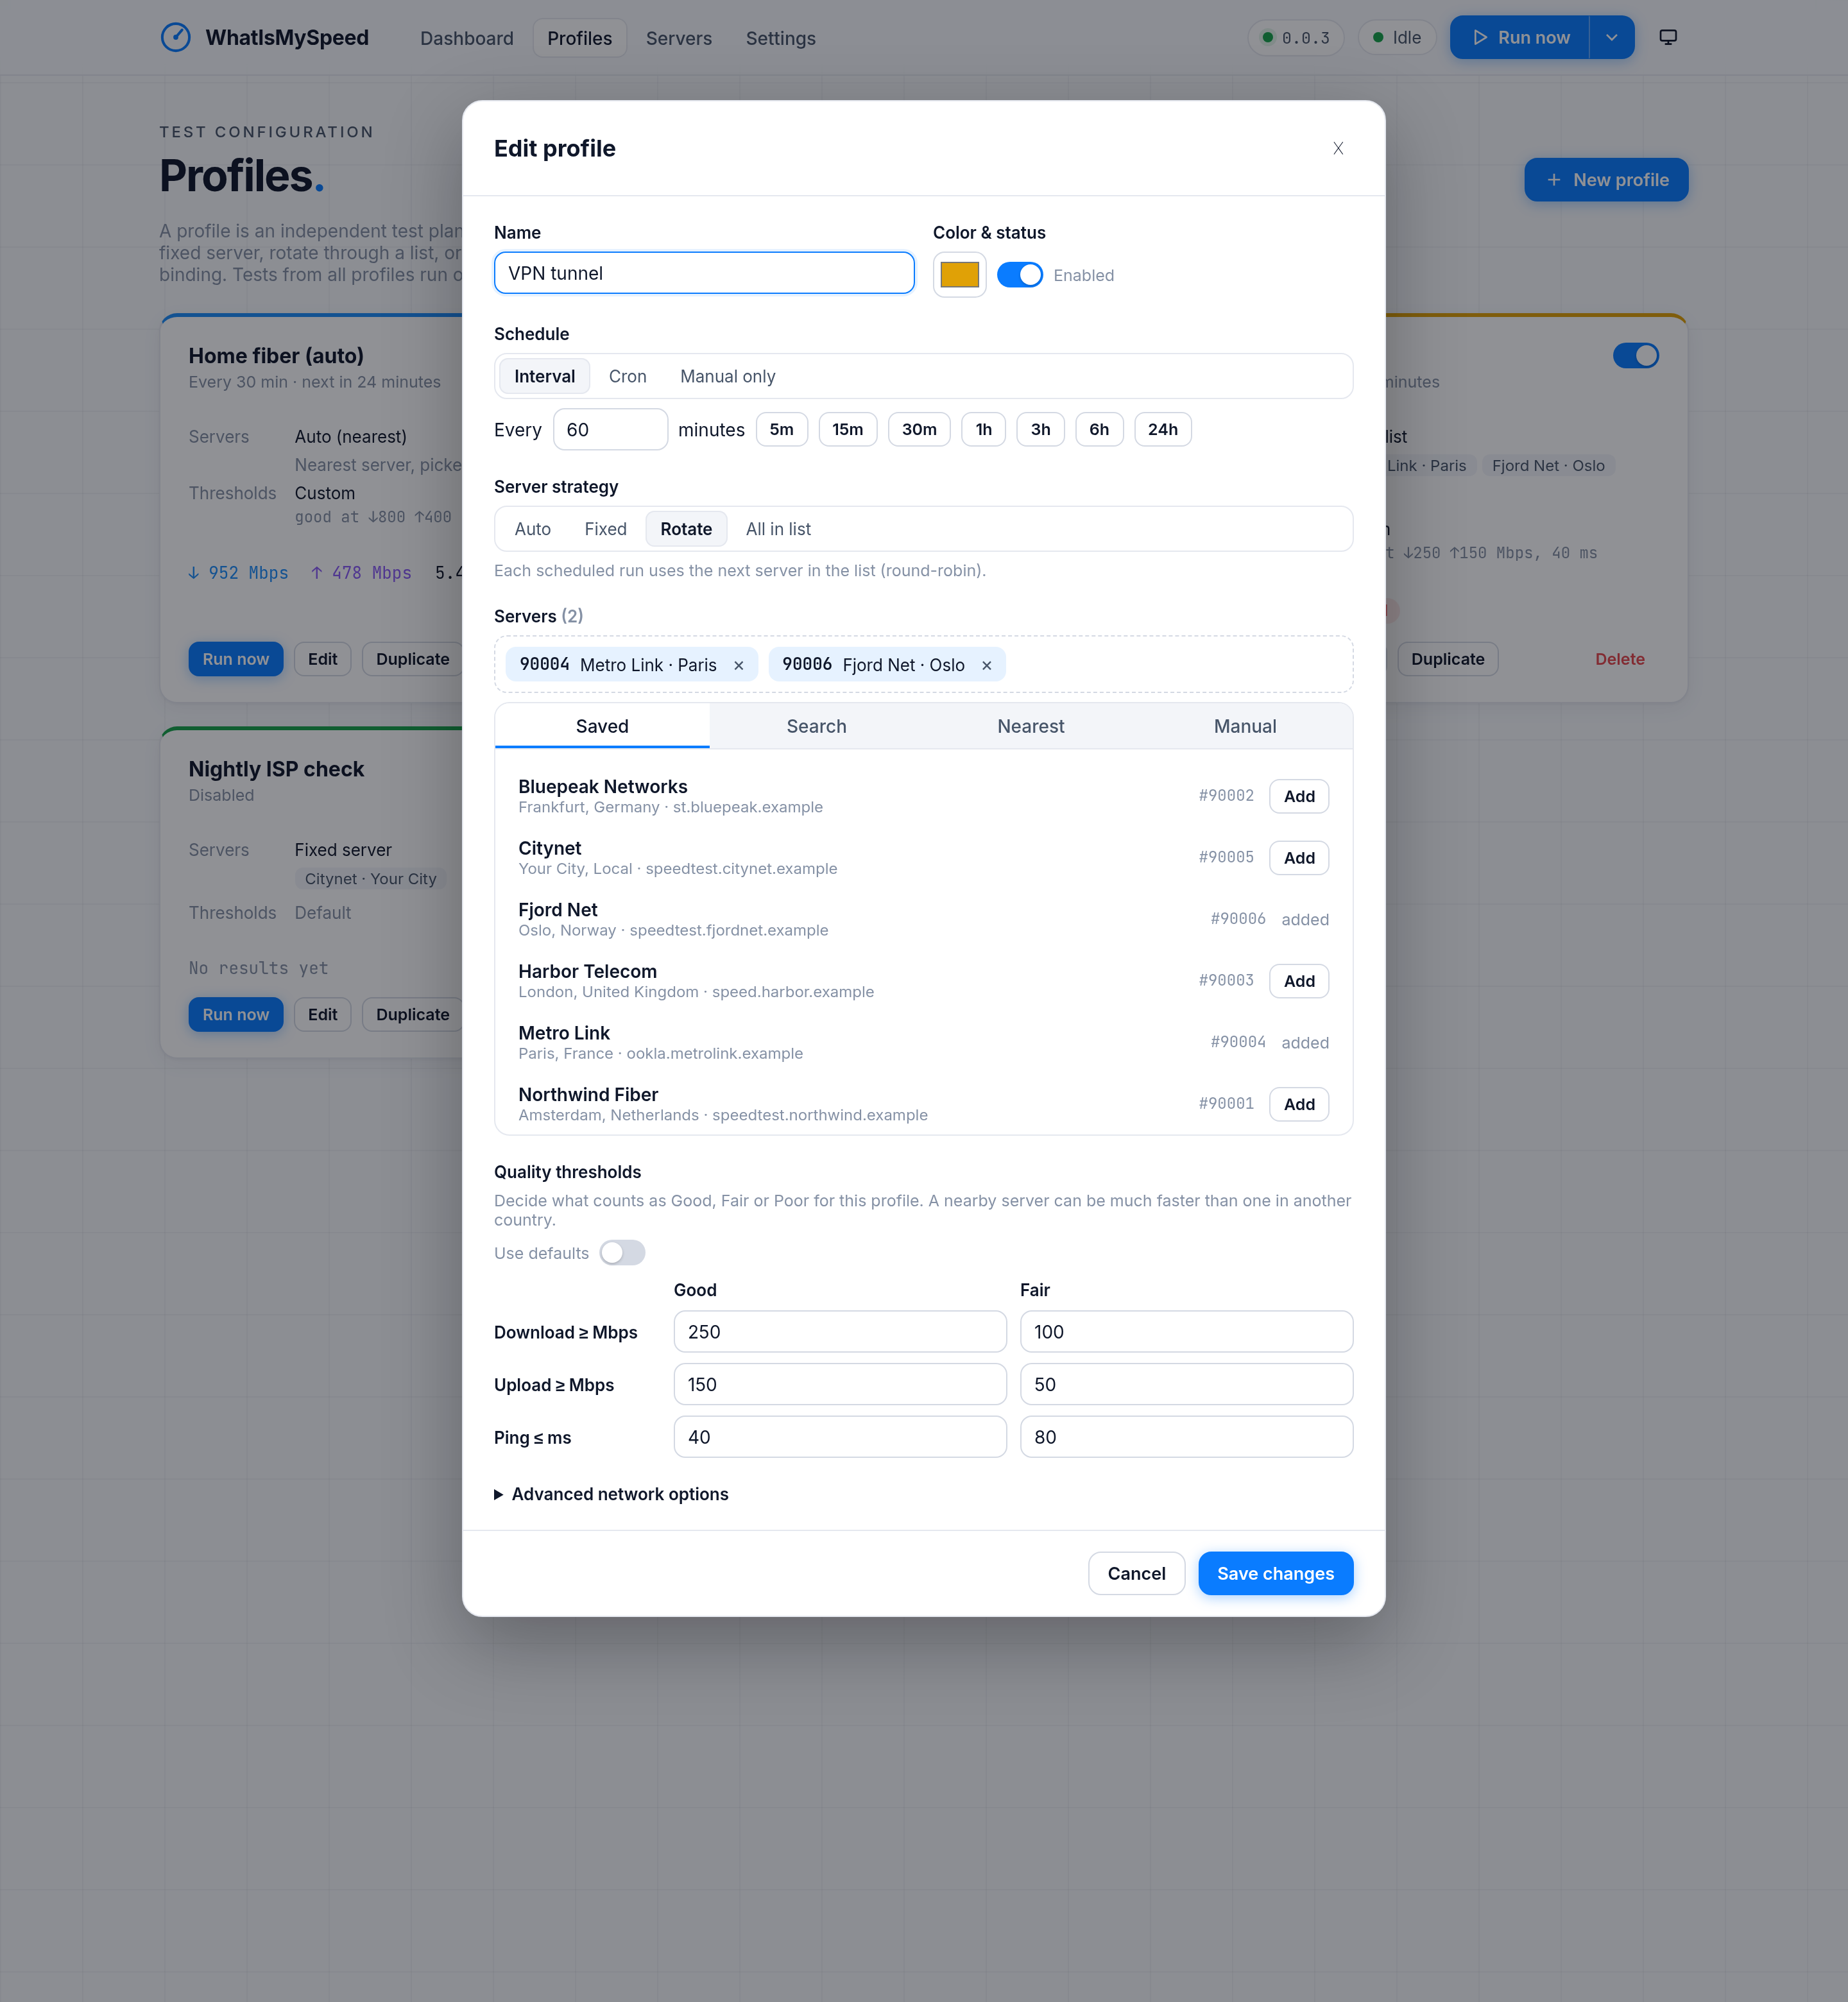 WhatIsMySpeed
Dashboard Profiles Servers Settings
0.0.3 Idle Run now
TEST CONFIGURATION
Profiles.
New profile
A profile is an independent test plan
fixed server, rotate through a list, or
binding. Tests from all profiles run o
Home fiber (auto)
Every 30 min · next in 24 minutes
Servers Auto (nearest)
Nearest server, picke
Thresholds Custom
good at ↓800 ↑400
↓ 952 Mbps ↑ 478 Mbps 5.4
Run now Edit Duplicate
Nightly ISP check
Disabled
Servers Fixed server
Citynet · Your City
Thresholds Default
No results yet
Run now Edit Duplicate
Edit profile
X
Name
VPN tunnel
Color & status
Enabled
Schedule
Interval Cron Manual only
Every 60 minutes 5m 15m 30m 1h 3h 6h 24h
Server strategy
Auto Fixed Rotate All in list
Each scheduled run uses the next server in the list (round-robin).
Servers (2)
90004 Metro Link · Paris × 90006 Fjord Net · Oslo ×
Saved Search Nearest Manual
Bluepeak Networks
Frankfurt, Germany · st.bluepeak.example
#90002 Add
Citynet
Your City, Local · speedtest.citynet.example
#90005 Add
Fjord Net
Oslo, Norway · speedtest.fjordnet.example
#90006 added
Harbor Telecom
London, United Kingdom · speed.harbor.example
#90003 Add
Metro Link
Paris, France · ookla.metrolink.example
#90004 added
Northwind Fiber
Amsterdam, Netherlands · speedtest.northwind.example
#90001 Add
Quality thresholds
Decide what counts as Good, Fair or Poor for this profile. A nearby server can be much faster than one in another
country.
Use defaults
Good Fair
Download ≥ Mbps 250 100
Upload ≥ Mbps 150 50
Ping ≤ ms 40 80
Advanced network options
Cancel Save changes
minutes
list
Link · Paris Fjord Net · Oslo
t ↓250 ↑150 Mbps, 40 ms
Duplicate Delete